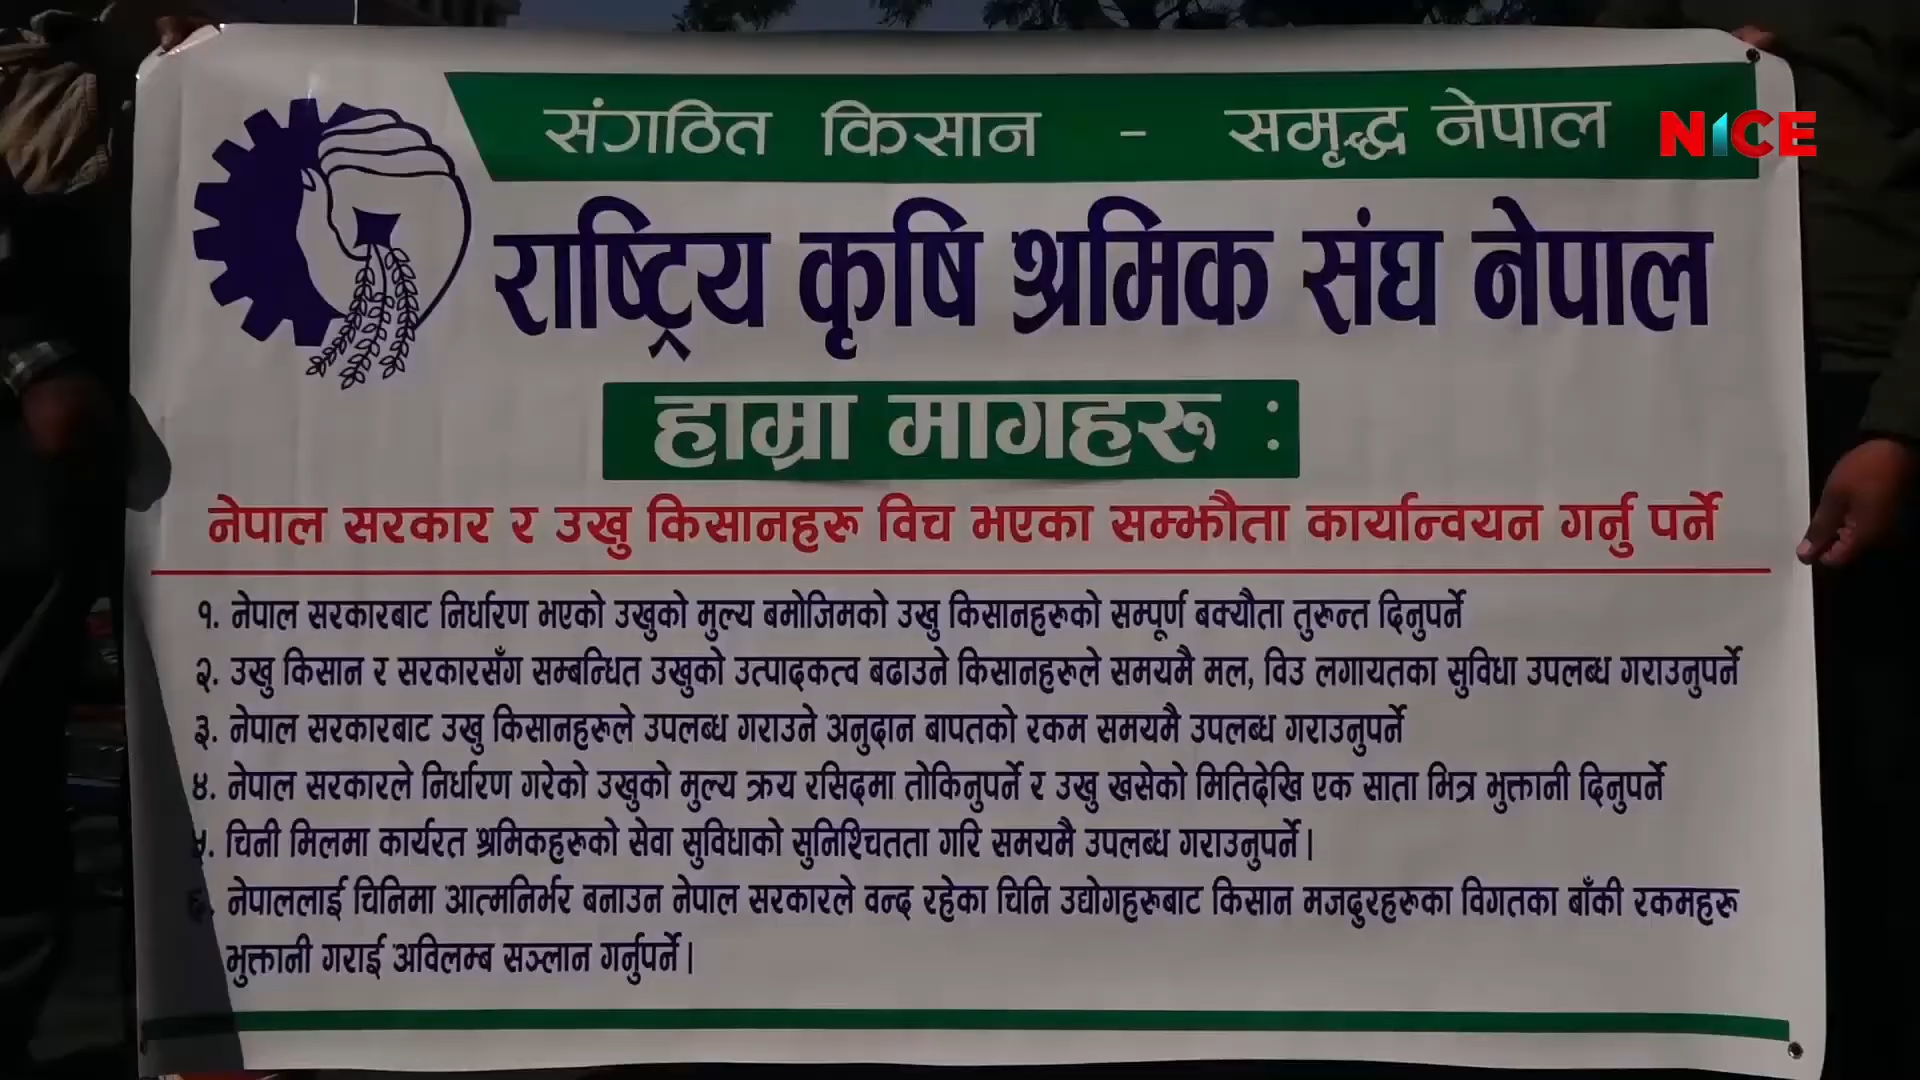 संगठित किसान - समृद्ध नेपाल
NICE
राष्ट्रिय कृषि श्रमिक संघ नेपाल
हाम्रा मागहरू :
नेपाल सरकार र उखु किसानहरू विच भएका सम्झौता कार्यान्वयन गर्नु पर्ने
१. नेपाल सरकारबाट निर्धारण भएको उखुको मुल्य बमोजिमको उखु किसानहरूको सम्पूर्ण बक्यौता तुरून्त दिनुपर्ने
२. उखु किसान र सरकारसँग सम्बन्धित उखुको उत्पादकत्व बढाउने किसानहरूले समयमै मल, विउ लगायतका सुविधा उपलब्ध गराउनुपर्ने
३. नेपाल सरकारबाट उखु किसानहरूले उपलब्ध गराउने अनुदान बापतको रकम समयमै उपलब्ध गराउनुपर्ने
४. नेपाल सरकारले निर्धारण गरेको उखुको मुल्य क्रय रसिदमा तोकिनुपर्ने र उखु खसेको मितिदेखि एक साता भित्र भुक्तानी दिनुपर्ने
५. चिनी मिलमा कार्यरत श्रमिकहरूको सेवा सुविधाको सुनिश्चितता गरि समयमै उपलब्ध गराउनुपर्ने।
६. नेपाललाई चिनिमा आत्मनिर्भर बनाउन नेपाल सरकारले वन्द रहेका चिनि उद्योगहरूबाट किसान मजदुरहरूका विगतका बाँकी रकमहरू
भुक्तानी गराई अविलम्ब सञ्लान गर्नुपर्ने।